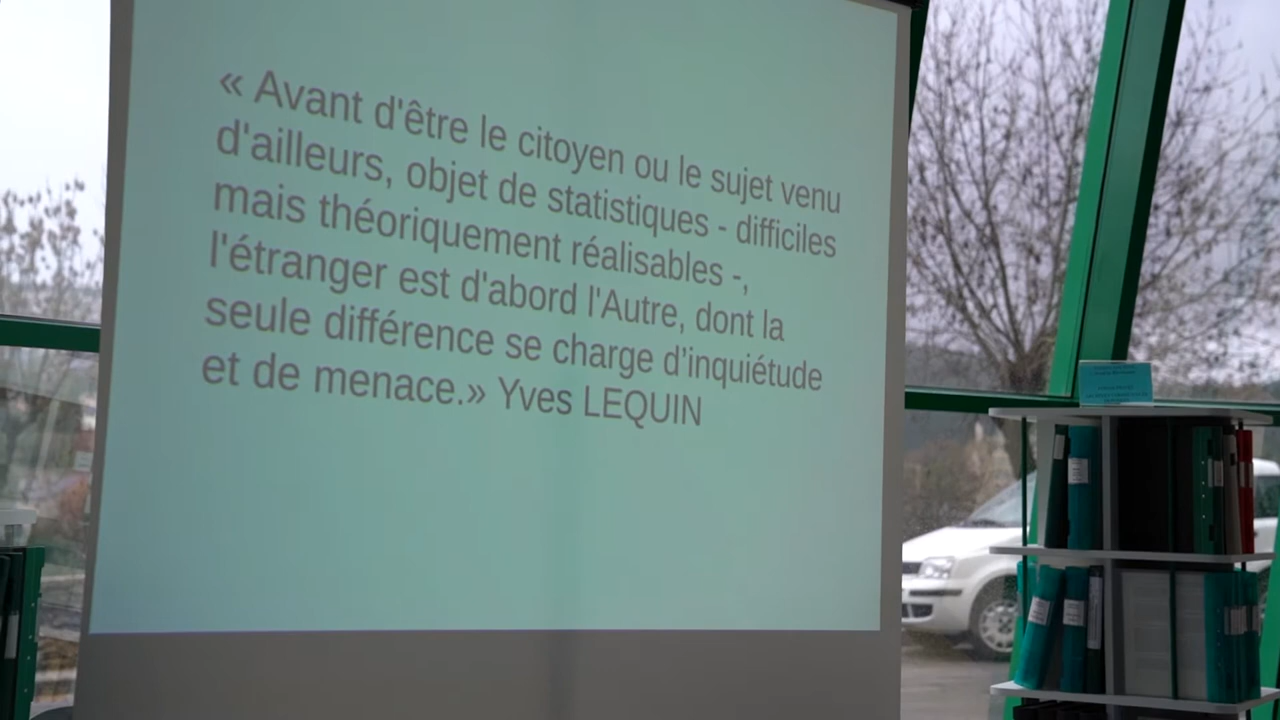 « Avant d'être le citoyen ou le sujet venu
d'ailleurs, objet de statistiques - difficiles
mais théoriquement réalisables -,
l'étranger est d'abord l'Autre, dont la
seule différence se charge d'inquiétude
et de menace.» Yves LEQUIN